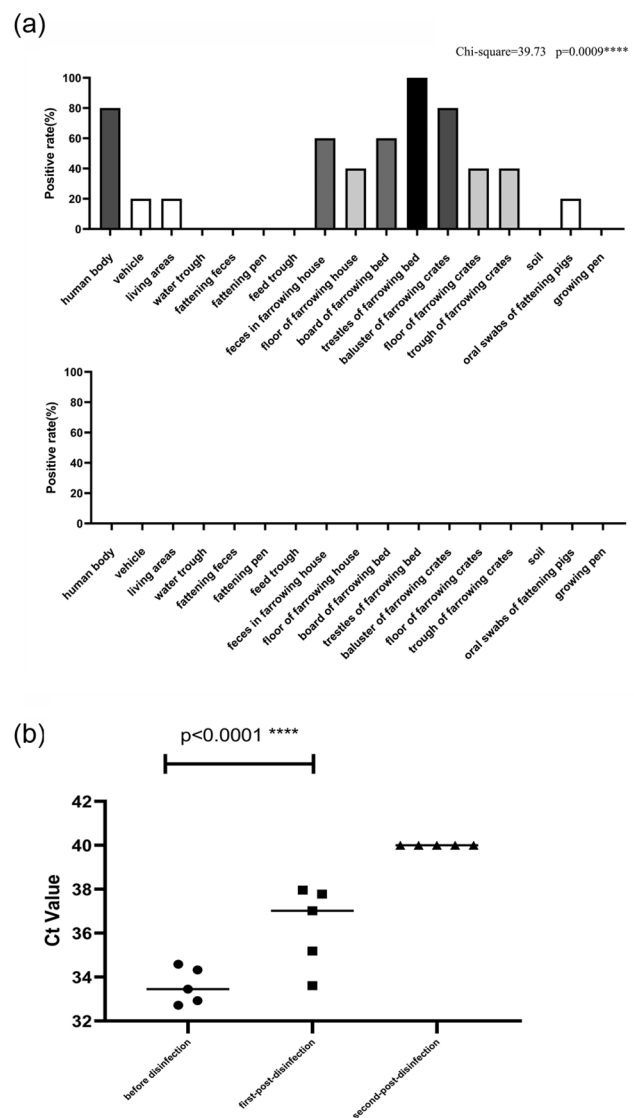 (a)
Chi-square=39.73 p=0.0009****
Positive rate(%)
100
80
60
40
20
0
human body
vehicle
living areas
water trough
fattening feces
fattening pen
feed trough
feces in farrowing house
floor of farrowing house
board of farrowing bed
trestles of farrowing bed
baluster of farrowing crates
floor of farrowing crates
trough of farrowing crates
soil
oral swabs of fattening pigs
growing pen
Positive rate(%)
100
80
60
40
20
0
human body
vehicle
living areas
water trough
fattening feces
fattening pen
feed trough
feces in farrowing house
floor of farrowing house
board of farrowing bed
trestles of farrowing bed
baluster of farrowing crates
floor of farrowing crates
trough of farrowing crates
soil
oral swabs of fattening pigs
growing pen
(b)
p<0.0001 ****
Ct Value
42
40
38
36
34
32
before disinfection
first-post-disinfection
second-post-disinfection